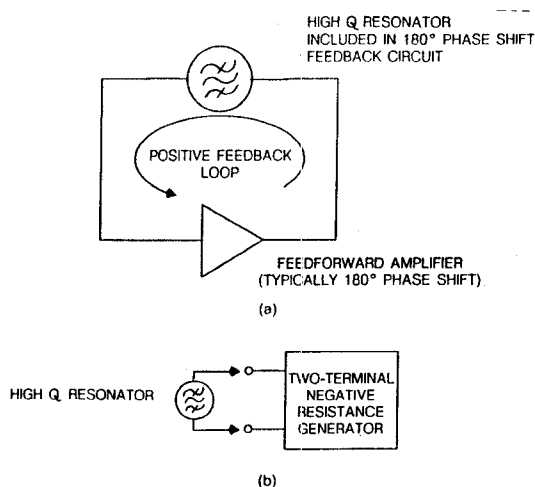 HIGH Q RESONATOR
INCLUDED IN 180° PHASE SHIFT
FEEDBACK CIRCUIT
POSITIVE FEEDBACK
LOOP
FEEDFORWARD AMPLIFIER
(TYPICALLY 180° PHASE SHIFT)
(a)
HIGH Q RESONATOR
TWO-TERMINAL
NEGATIVE
RESISTANCE
GENERATOR
(b)